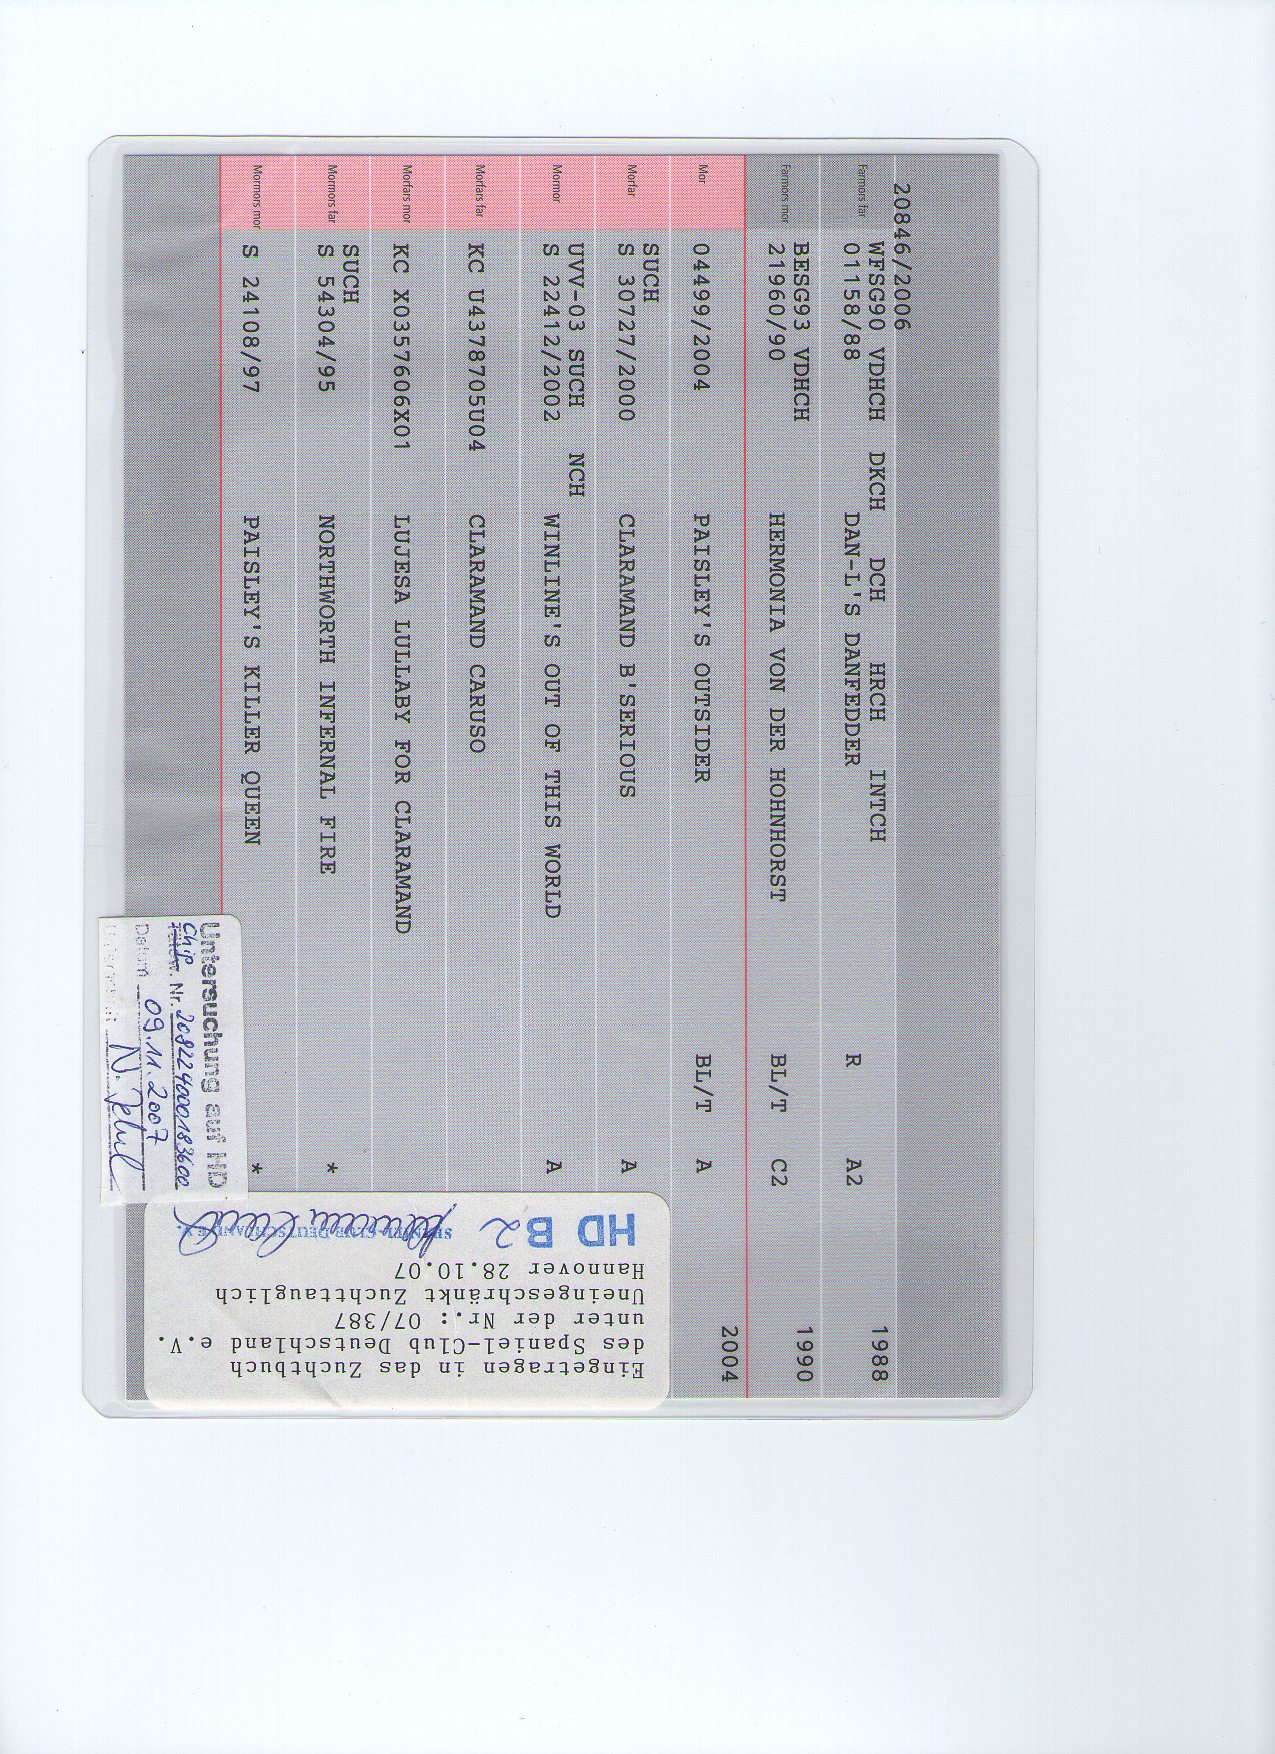 20846/2006
WFSG90 VDHCH DKCH DCH HRCH INTCH 1988
Farmors far 01158/88 DAN-L'S DANFEDDER R A2
BESG93 VDHCH 1990
Farmors mor 21960/90 HERMONIA VON DER HOHNHORST BL/T C2
2004
Mor 04499/2004 PAISLEY'S OUTSIDER BL/T A
SUCH
Morfar S 30727/2000 CLARAMAND B'SERIOUS A
UVV-03 SUCH NCH
Mormor S 22412/2002 WINLINE'S OUT OF THIS WORLD A
Morfars far KC U4378705U04 CLARAMAND CARUSO
Morfars mor KC X0357606X01 LUJESA LULLABY FOR CLARAMAND
SUCH
Mormors far S 54304/95 NORTHWORTH INFERNAL FIRE *
Mormors mor S 24108/97 PAISLEY'S KILLER QUEEN *
Untersuchung auf HD
Chip Nr. 208224000183600
Datum 09.11.2007
Eingetragen in das Zuchtbuch
des Spaniel-Club Deutschland e.V.
unter der Nr.: 07/387
Uneingeschränkt Zuchttauglich
Hannover 28.10.07
SPANIEL-CLUB DEUTSCHLAND E.V.
HD B2